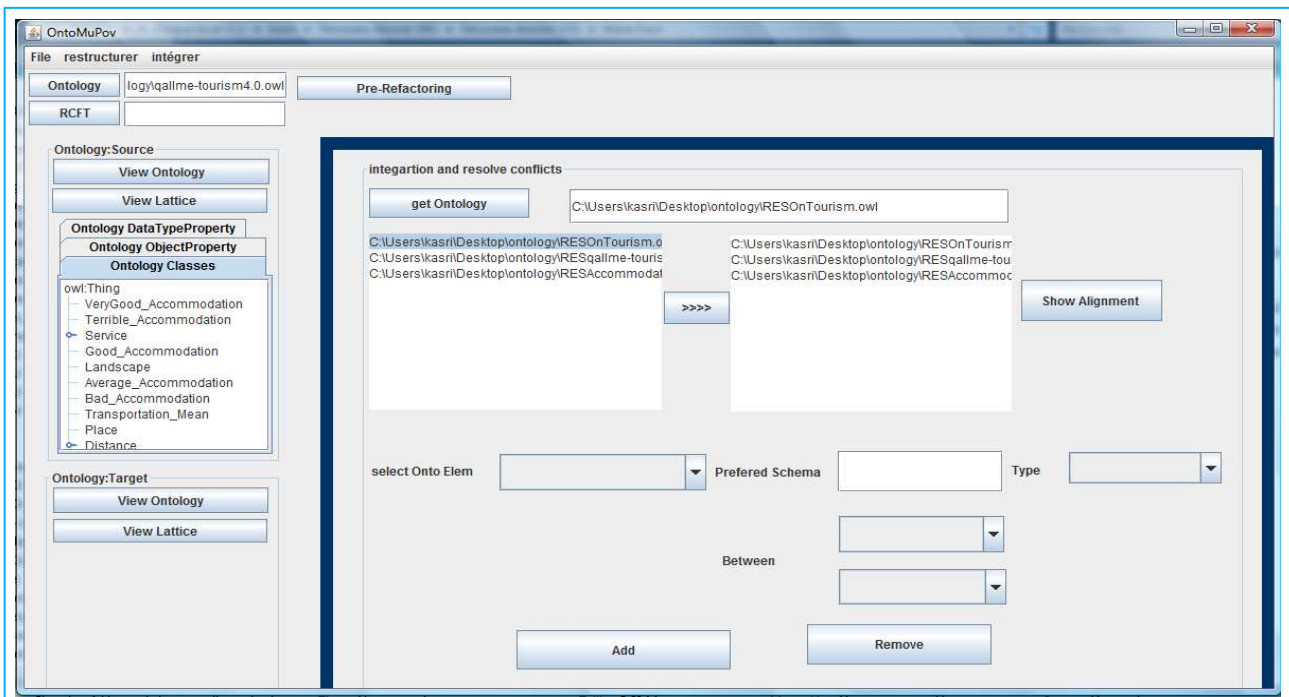 OntoMuPov
File restructurer intégrer
Ontology logy\qallme-tourism4.0.owl Pre-Refactoring
RCFT
Ontology:Source
View Ontology
View Lattice
Ontology DataTypeProperty
Ontology ObjectProperty
Ontology Classes
owl:Thing
VeryGood_Accommodation
Terrible_Accommodation
Service
Good_Accommodation
Landscape
Average_Accommodation
Bad_Accommodation
Transportation_Mean
Place
Distance
Ontology:Target
View Ontology
View Lattice
integartion and resolve conflicts
get Ontology C:\Users\kasri\Desktop\ontology\RESOnTourism.owl
C:\Users\kasri\Desktop\ontology\RESOnTourism.o
C:\Users\kasri\Desktop\ontology\RESqallme-touris
C:\Users\kasri\Desktop\ontology\RESAccommodat
>>>>
C:\Users\kasri\Desktop\ontology\RESOnTourism
C:\Users\kasri\Desktop\ontology\RESqallme-tou
C:\Users\kasri\Desktop\ontology\RESAccommoc
Show Alignment
select Onto Elem Prefered Schema Type
Between
Add Remove